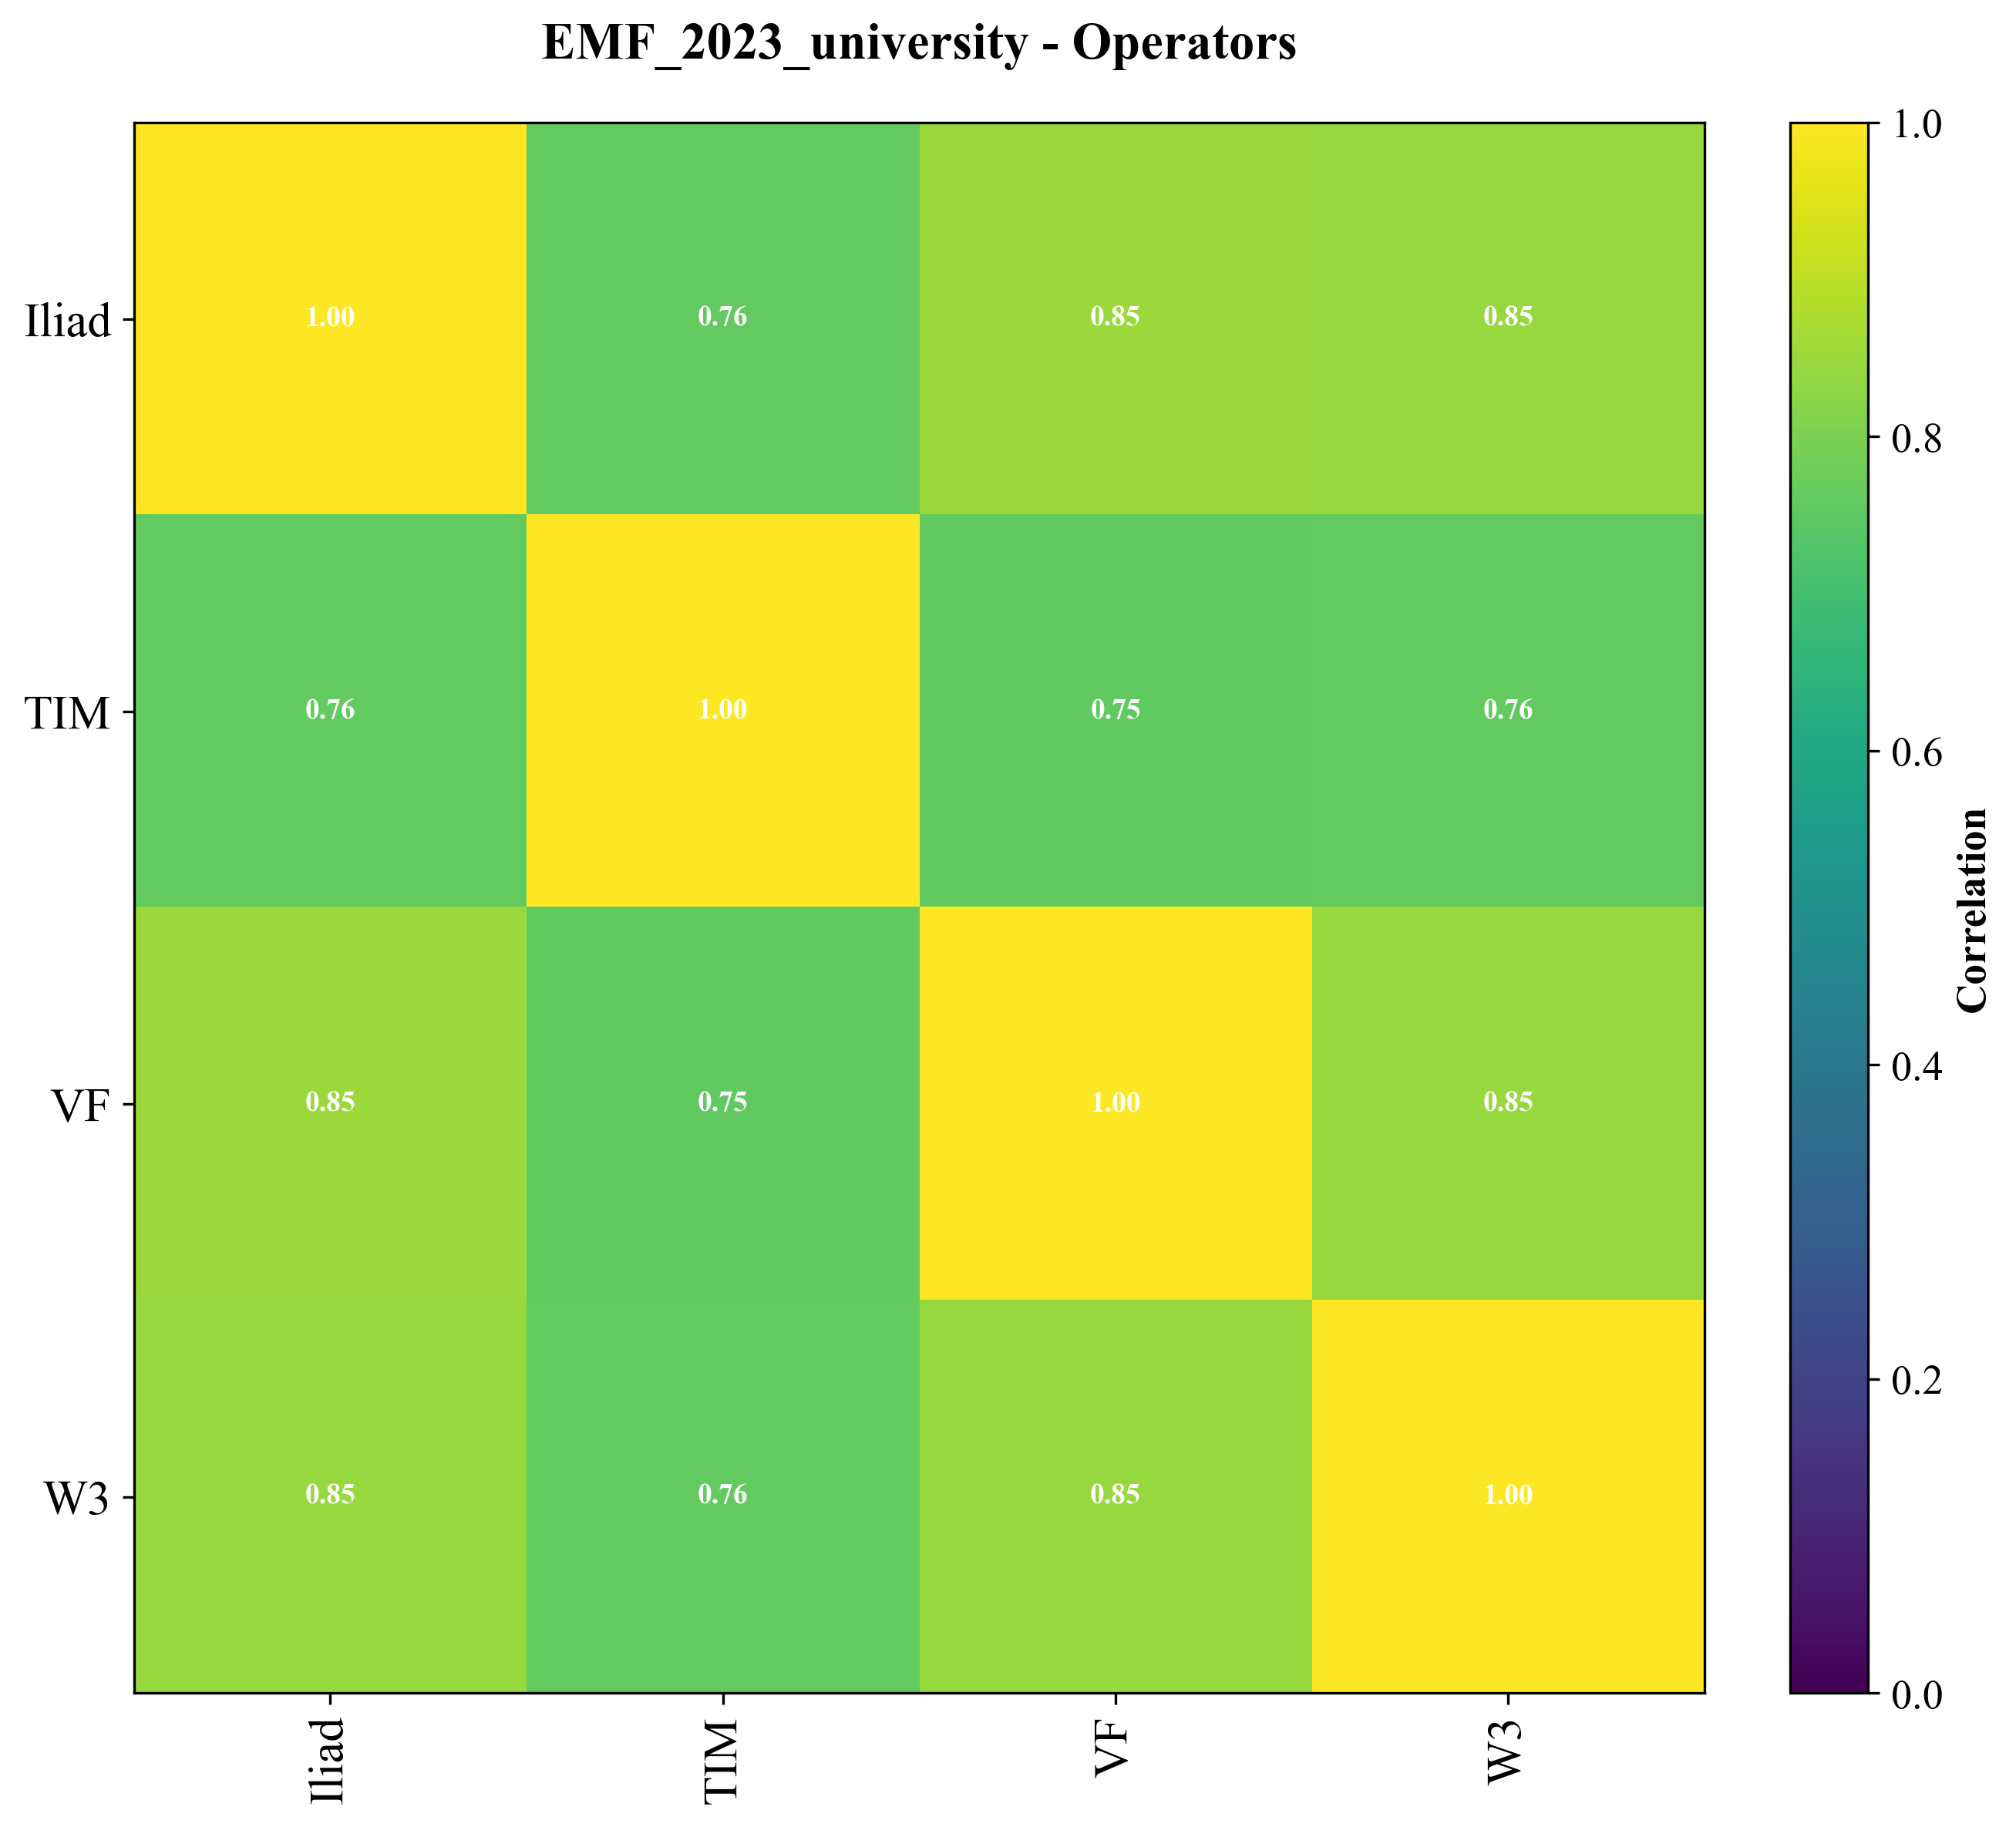 EMF_2023_university - Operators
Iliad 1.00 0.76 0.85 0.85
TIM 0.76 1.00 0.75 0.76
VF 0.85 0.75 1.00 0.85
W3 0.85 0.76 0.85 1.00
Iliad TIM VF W3
1.0
0.8
0.6
0.4
0.2
0.0
Correlation